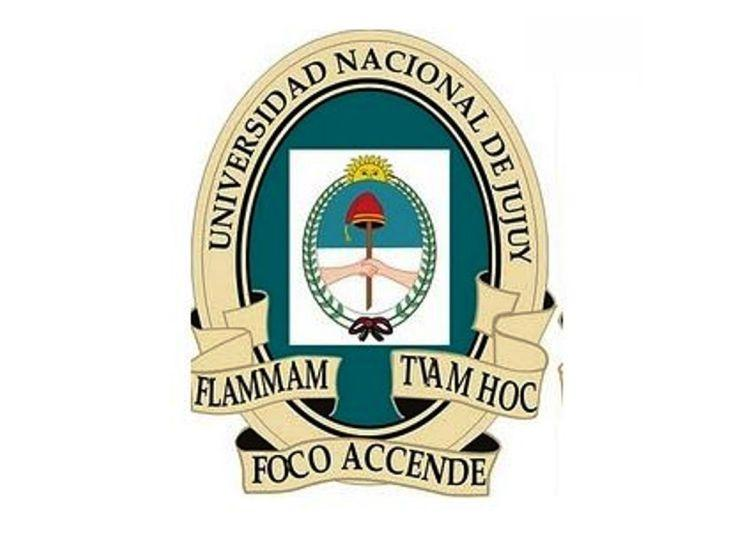 UNIVERSIDAD NACIONAL DE JUJUY
FLAMMAM TVAM HOC
FOCO ACCENDE